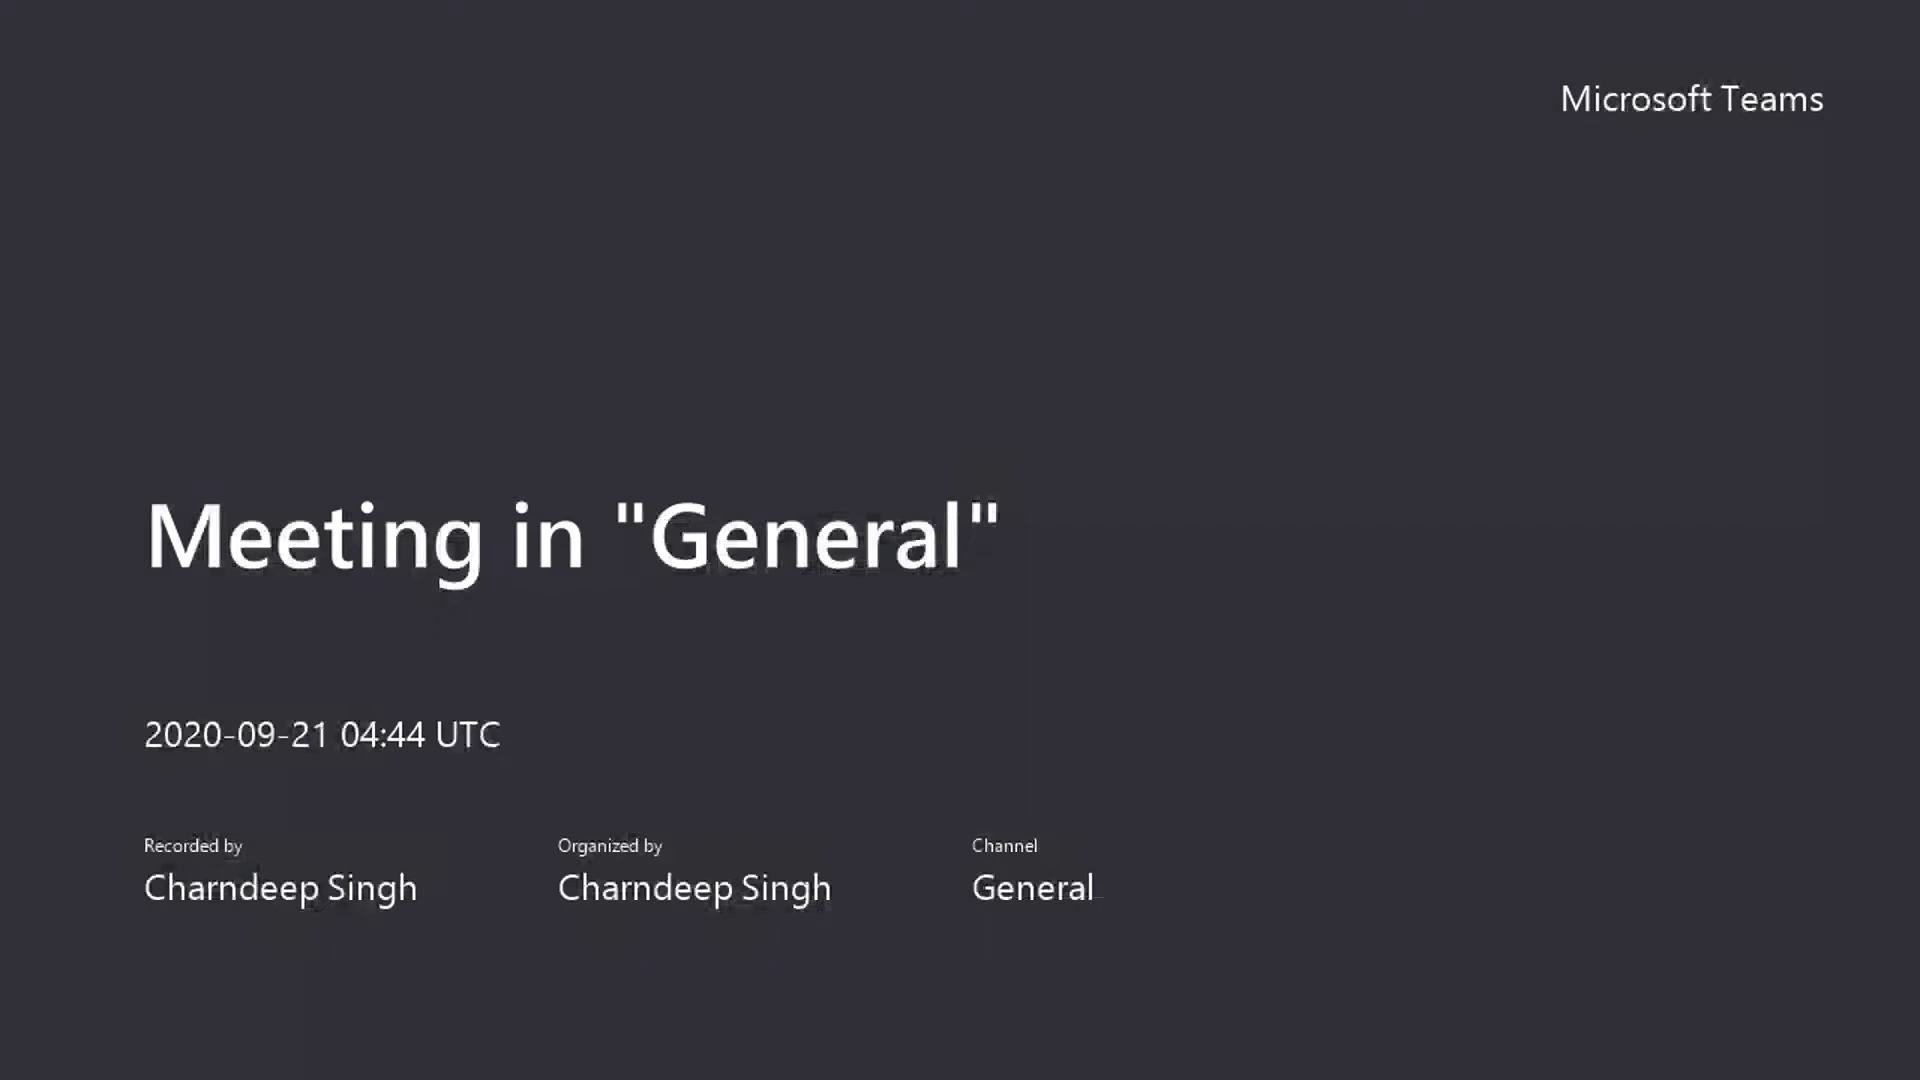 Microsoft Teams
Meeting in "General"
2020-09-21 04:44 UTC
Recorded by
Charndeep Singh
Organized by
Charndeep Singh
Channel
General